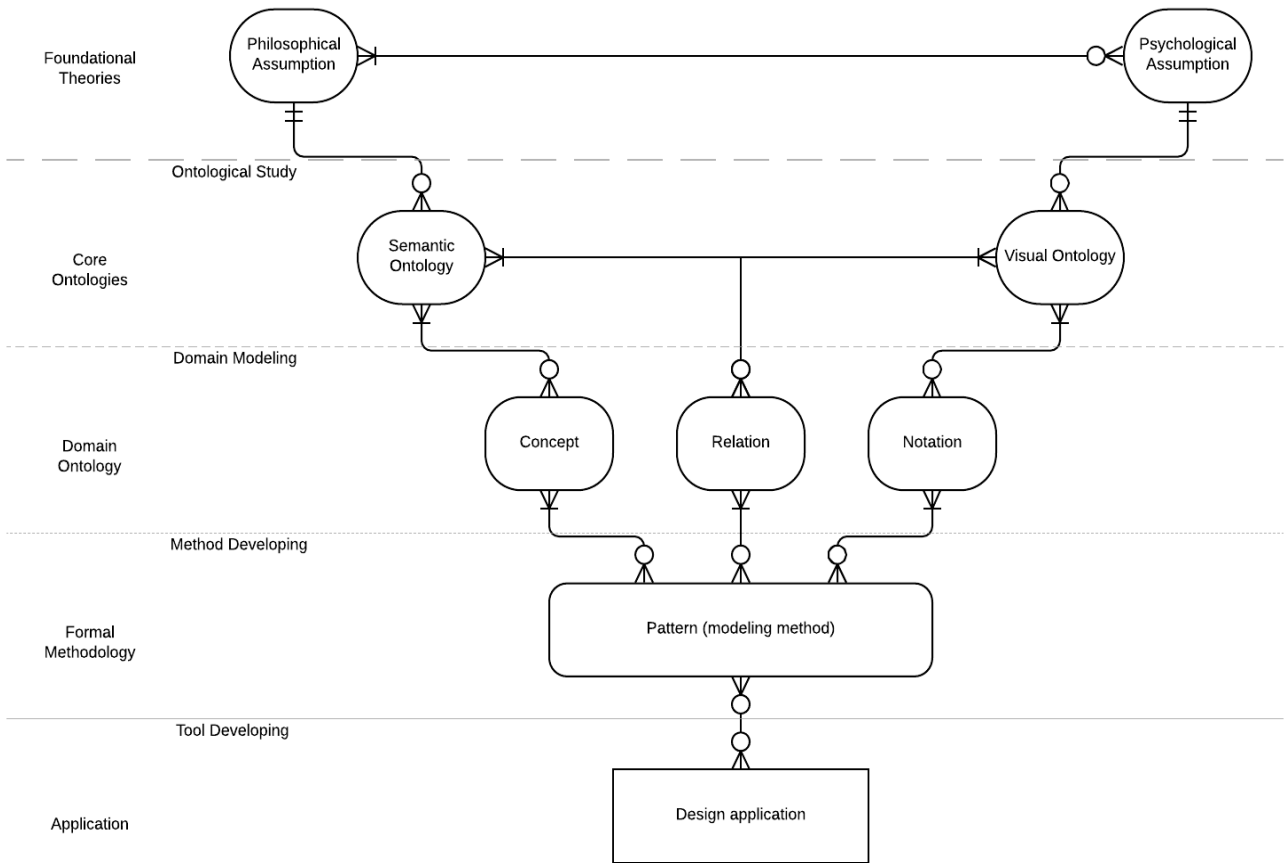 Foundational
Theories
Philosophical
Assumption
Psychological
Assumption
Ontological Study
Core
Ontologies
Semantic
Ontology
Visual Ontology
Domain Modeling
Domain
Ontology
Concept
Relation
Notation
Method Developing
Formal
Methodology
Pattern (modeling method)
Tool Developing
Application
Design application